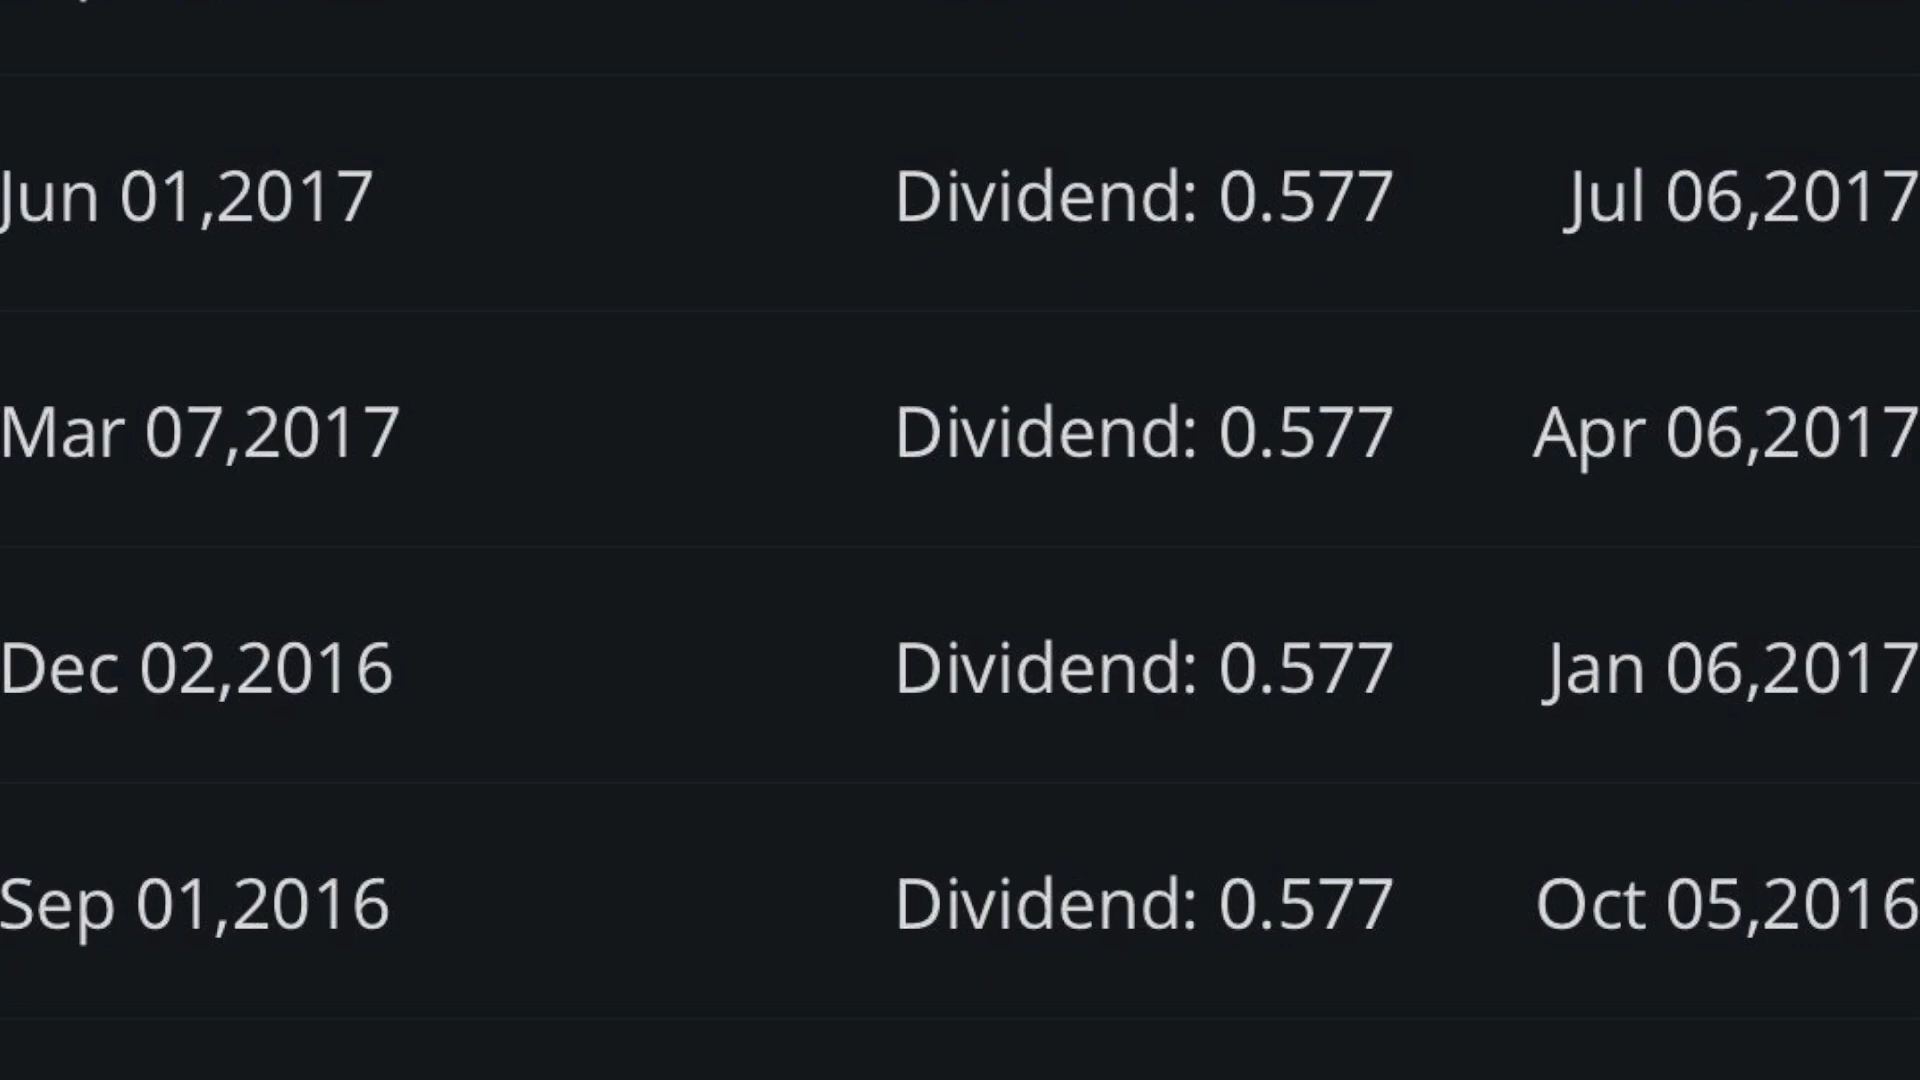 Jun 01,2017 Dividend: 0.577 Jul 06,2017
Mar 07,2017 Dividend: 0.577 Apr 06,2017
Dec 02,2016 Dividend: 0.577 Jan 06,2017
Sep 01,2016 Dividend: 0.577 Oct 05,2016